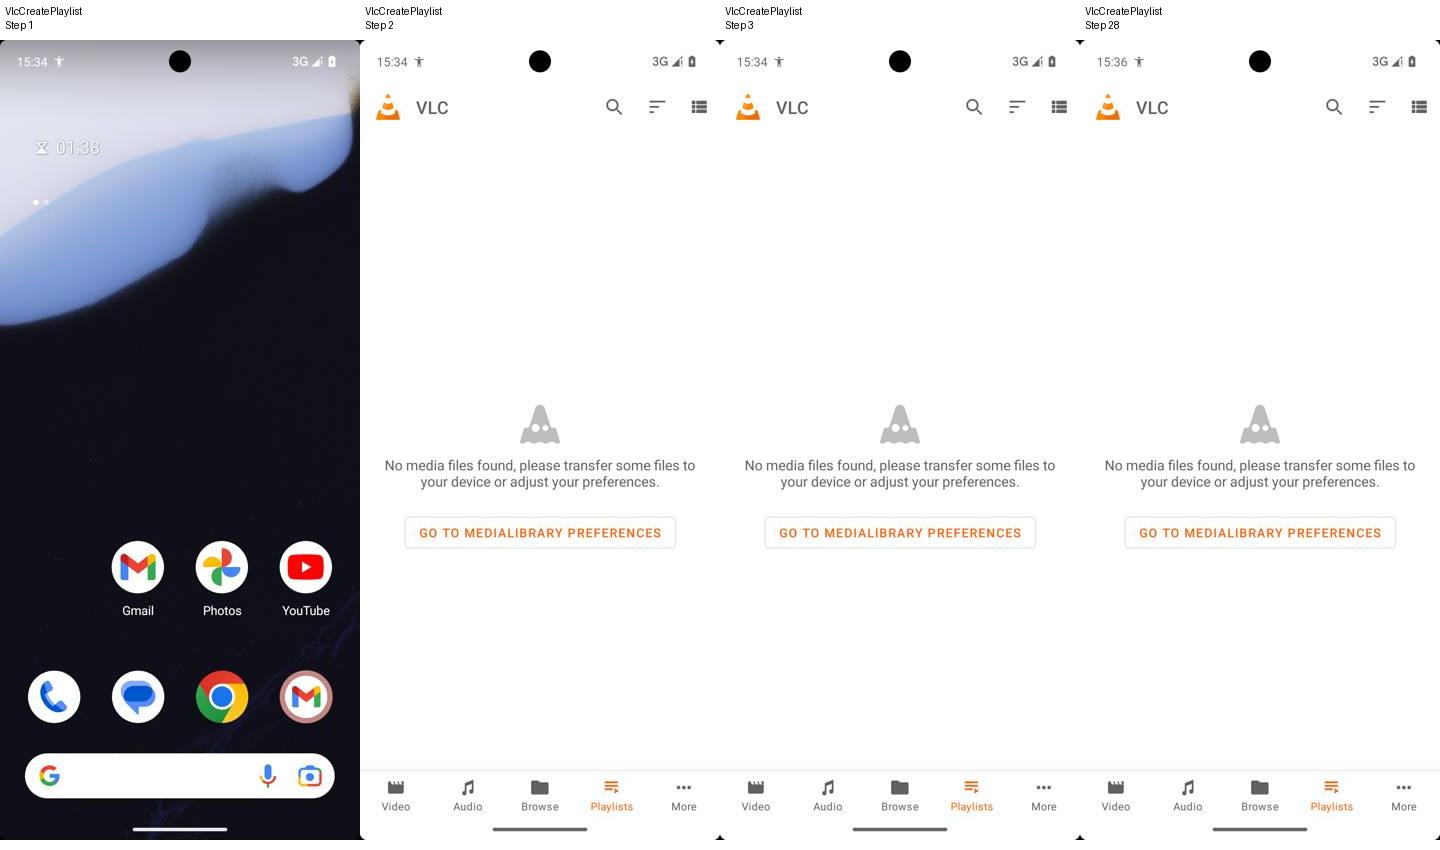 VlcCreatePlaylist
Step 1
15:34
3G
01:38
Gmail
Photos
YouTube
VlcCreatePlaylist
Step 2
15:34
3G
VLC
No media files found, please transfer some files to
your device or adjust your preferences.
GO TO MEDIALIBRARY PREFERENCES
Video
Audio
Browse
Playlists
More
VlcCreatePlaylist
Step 3
15:34
3G
VLC
No media files found, please transfer some files to
your device or adjust your preferences.
GO TO MEDIALIBRARY PREFERENCES
Video
Audio
Browse
Playlists
More
VlcCreatePlaylist
Step 28
15:36
3G
VLC
No media files found, please transfer some files to
your device or adjust your preferences.
GO TO MEDIALIBRARY PREFERENCES
Video
Audio
Browse
Playlists
More